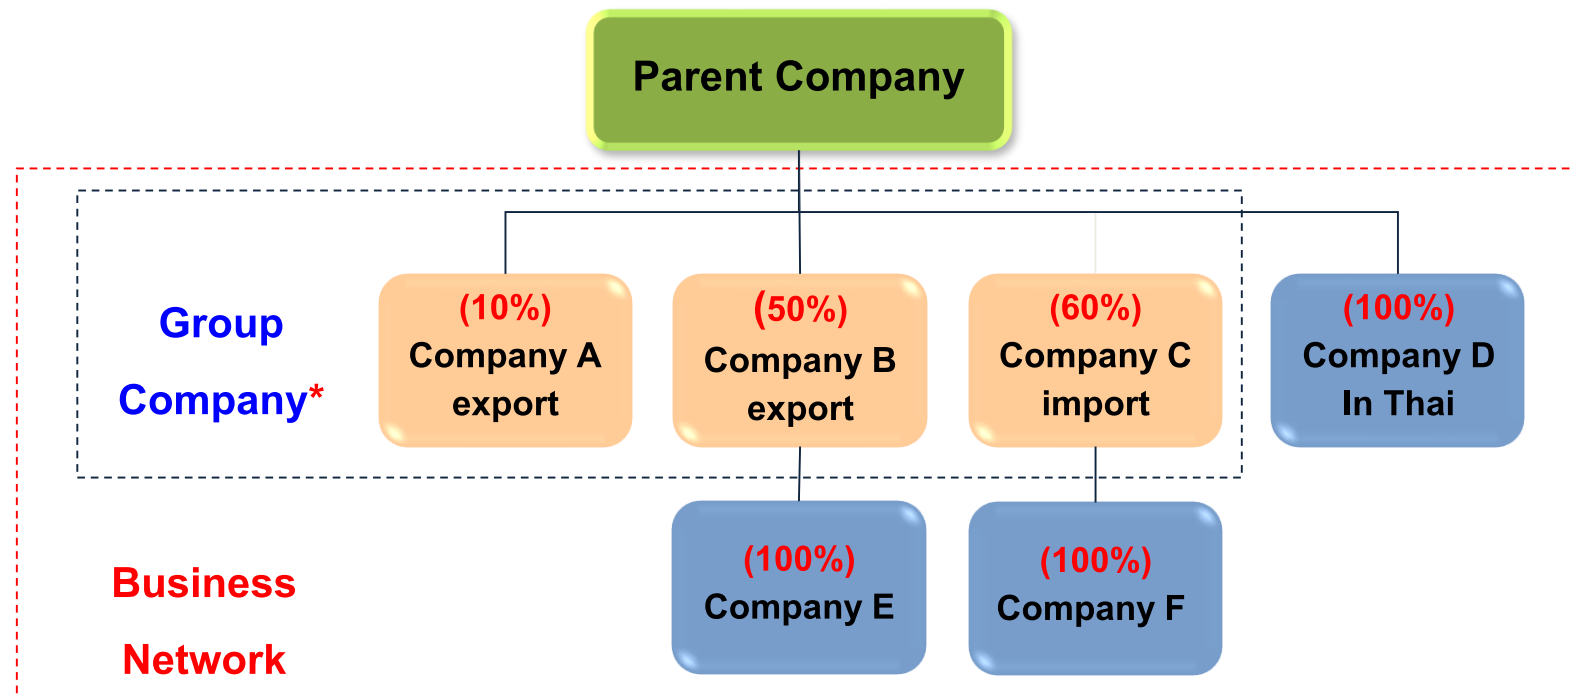 Parent Company
Group
Company*
(10%)
Company A
export
(50%)
Company B
export
(60%)
Company C
import
(100%)
Company D
In Thai
Business
Network
(100%)
Company E
(100%)
Company F